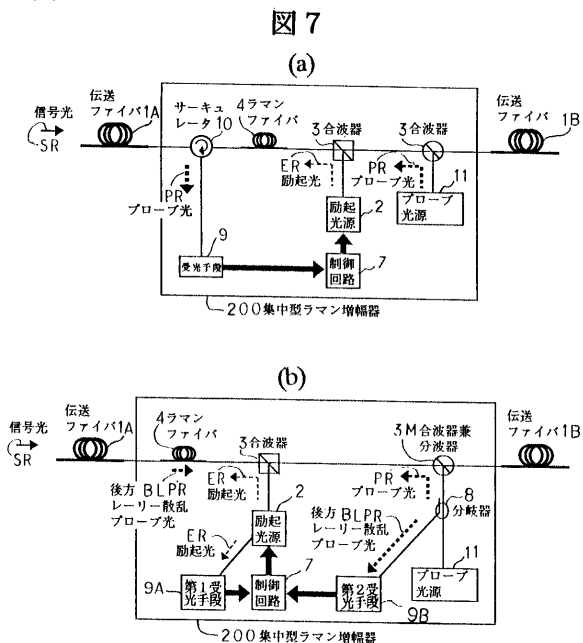 図7
(a)
信号光
SR
伝送
ファイバ1A
サーキュ
レータ10
4ラマン
ファイバ
3合波器
3合波器
伝送
ファイバ
1B
ER
励起光
PR
プローブ光
11
プローブ
光源
PR
プローブ光
励起
光源
2
9
受光手段
制御
回路
7
200集中型ラマン増幅器
(b)
信号光
SR
伝送
ファイバ1A
4ラマン
ファイバ
3合波器
3M合波器兼
分波器
伝送
ファイバ1B
後方BLPR
レーリー散乱
プローブ光
ER
励起光
2
PR
プローブ光
8
分岐器
後方BLPR
レーリー散乱
プローブ光
励起
光源
ER
励起光
7
11
プローブ
光源
9A
第1受
光手段
制御
回路
第2受
光手段
9B
200集中型ラマン増幅器